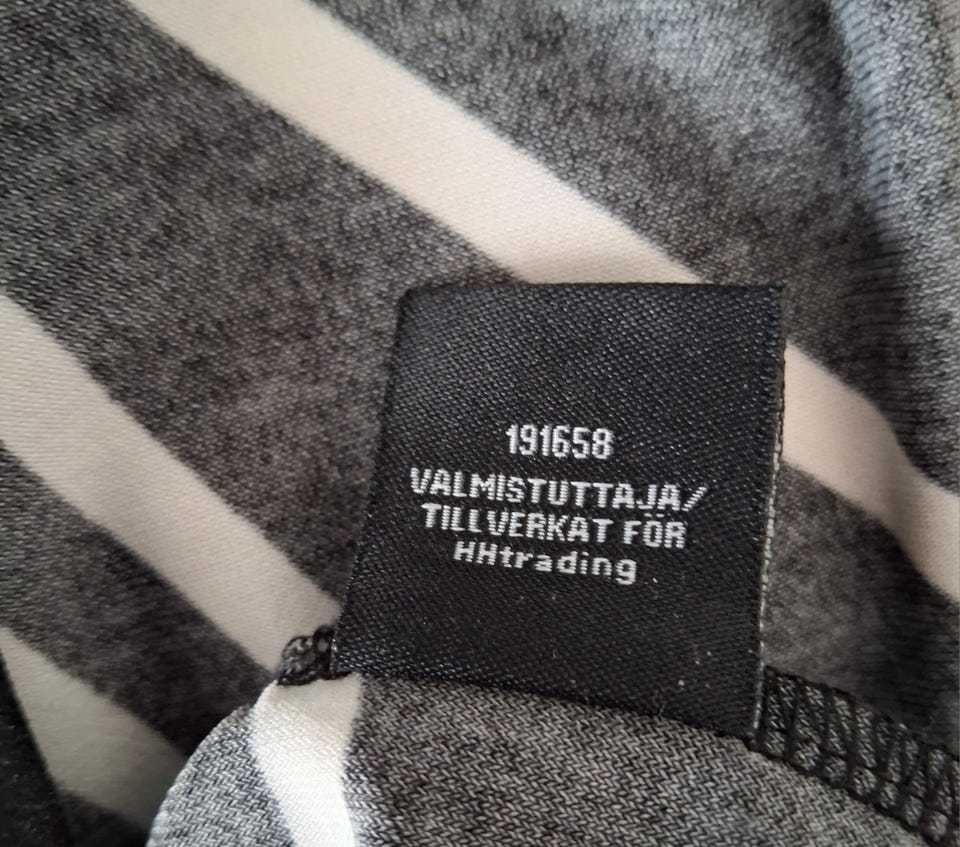 191658
VALMISTUTTAJA/
TILLVERKAT FÖR
HHtrading